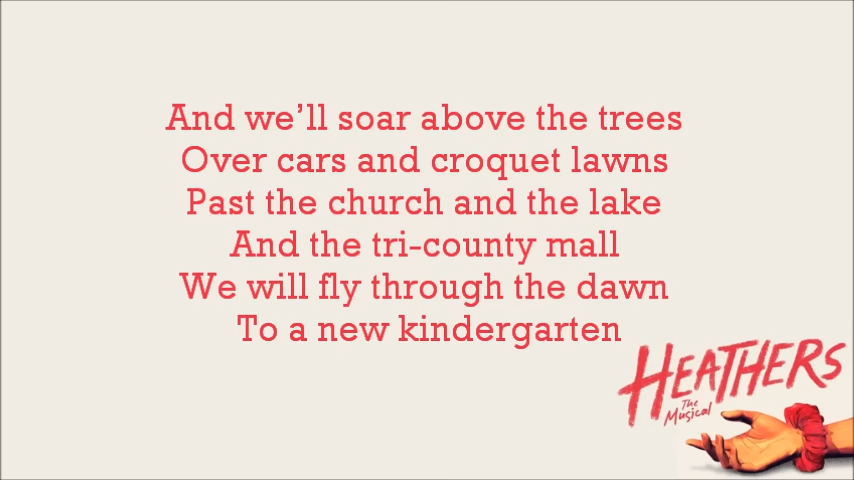 And we’ll soar above the trees
Over cars and croquet lawns
Past the church and the lake
And the tri-county mall
We will fly through the dawn
To a new kindergarten
HEATHERS
The
Musical